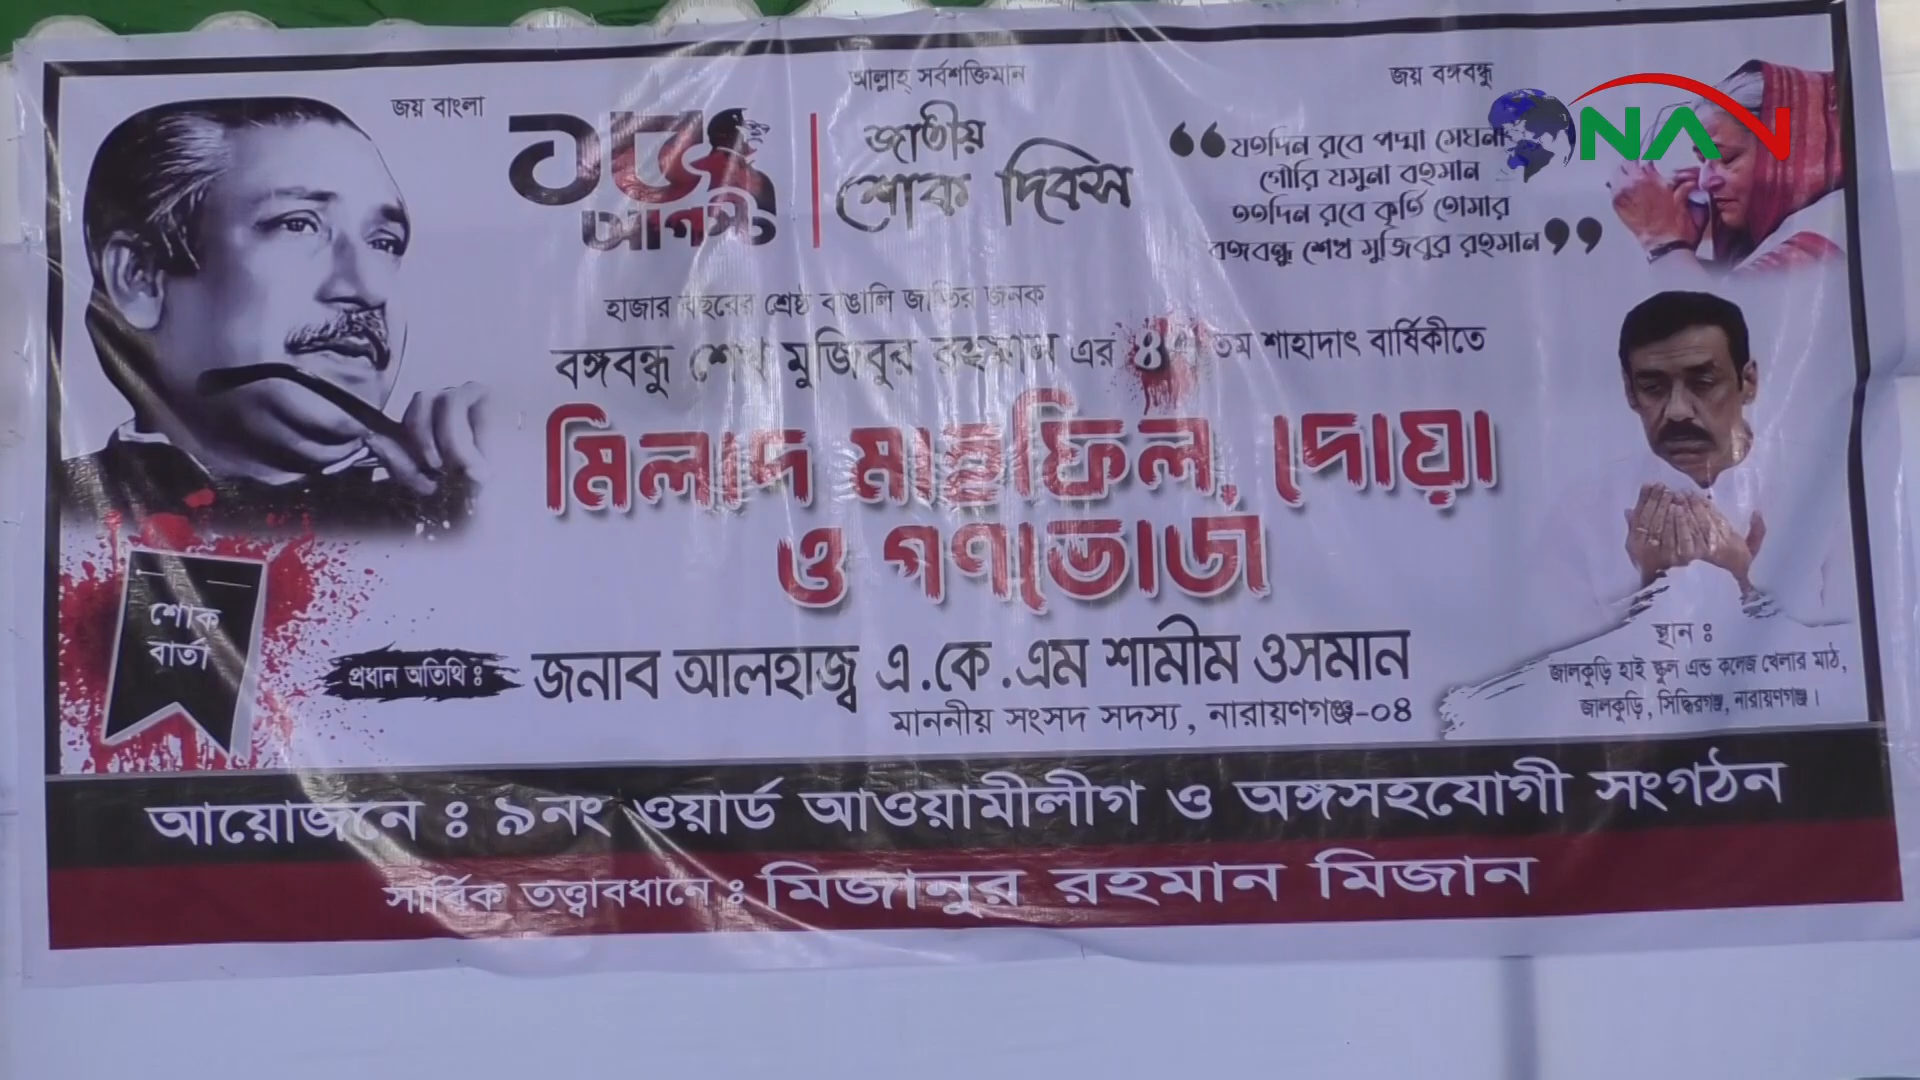 আল্লাহ্ সর্বশক্তিমান
জয় বাংলা
জয় বঙ্গবন্ধু
১৫ আগস্ট
জাতীয়
শোক দিবস
“যতদিন রবে পদ্মা মেঘনা
গৌরি যমুনা বহমান
ততদিন রবে কৃর্তি তোমার
বঙ্গবন্ধু শেখ মুজিবুর রহমান”
NAN
হাজার বছরের শ্রেষ্ঠ বাঙালি জাতির জনক
বঙ্গবন্ধু শেখ মুজিবুর রহমান এর তম শাহাদাৎ বার্ষিকীতে
মিলাদ মাহফিল, দোয়া
ও গণভোজ
শোক
বার্তা
প্রধান অতিথি ঃ জনাব আলহাজ্ব এ.কে.এম শামীম ওসমান
মাননীয় সংসদ সদস্য, নারায়ণগঞ্জ-০৪
স্থান ঃ
জালকুড়ি হাই স্কুল এন্ড কলেজ খেলার মাঠ,
জালকুড়ি, সিদ্ধিরগঞ্জ, নারায়ণগঞ্জ।
আয়োজনে ঃ ৯নং ওয়ার্ড আওয়ামীলীগ ও অঙ্গসহযোগী সংগঠন
সার্বিক তত্ত্বাবধানে ঃ মিজানুর রহমান মিজান